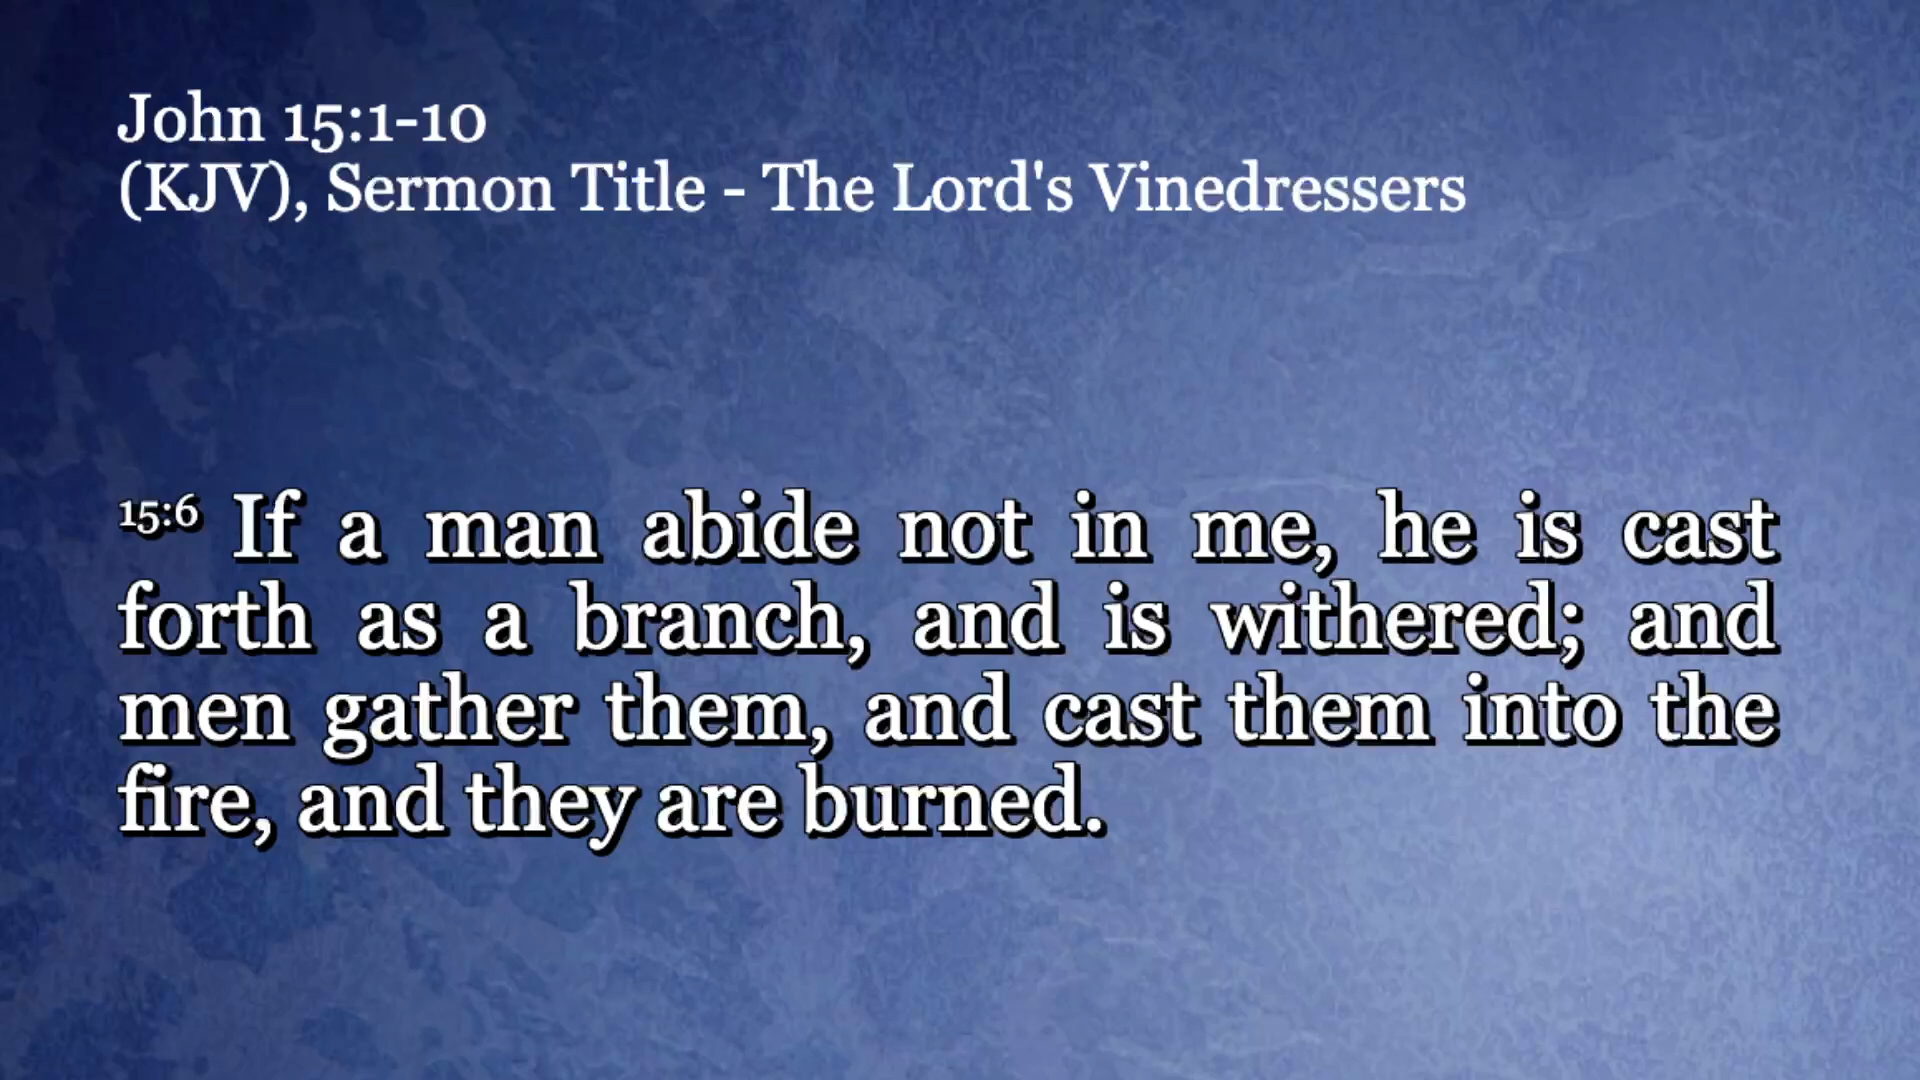 John 15:1-10
(KJV), Sermon Title - The Lord's Vinedressers
15:6 If a man abide not in me, he is cast
forth as a branch, and is withered; and
men gather them, and cast them into the
fire, and they are burned.